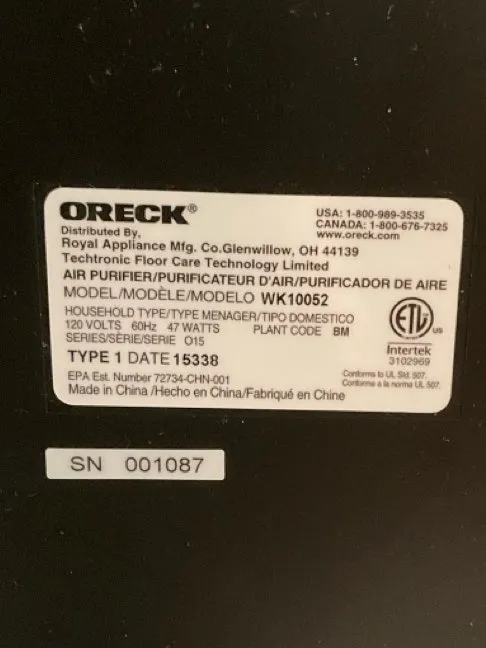 ORECK®
Distributed By,
Royal Appliance Mfg. Co.Glenwillow, OH 44139
Techtronic Floor Care Technology Limited
USA: 1-800-989-3535
CANADA: 1-800-676-7325
www.oreck.com
AIR PURIFIER/PURIFICATEUR D'AIR/PURIFICADOR DE AIRE
MODEL/MODÈLE/MODELO WK10052
HOUSEHOLD TYPE/TYPE MENAGER/TIPO DOMESTICO
120 VOLTS 60Hz 47 WATTS PLANT CODE BM
SERIES/SÈRIE/SERIE O15
TYPE 1 DATE 15338
EPA Est. Number 72734-CHN-001
Made in China /Hecho en China/Fabriqué en Chine
ETL US
Intertek
3102969
Conforms to UL Std. 507.
Conforme a la norma UL 507.
SN 001087